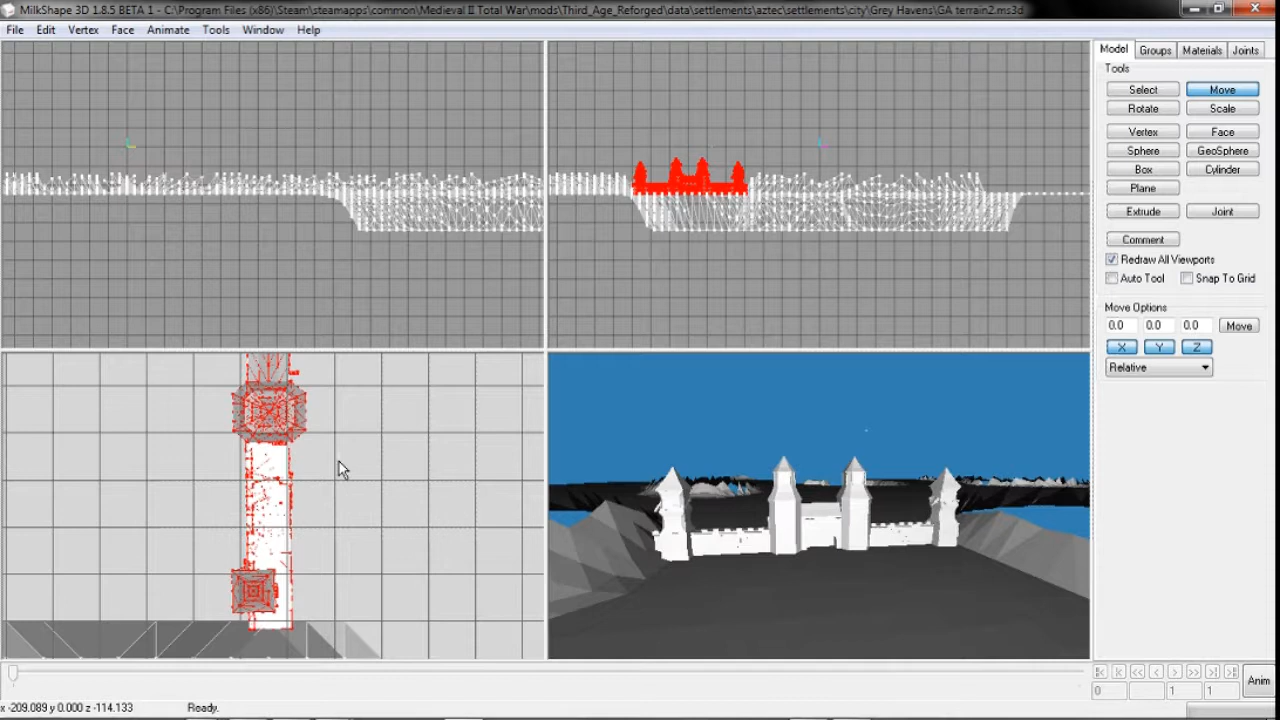 MilkShape 3D 1.8.5 BETA 1 - C:\Program Files (x86)\Steam\steamapps\common\Medieval II Total War\mods\Third_Age_Reforged\data\settlements\aztec\settlements\city\Grey Havens\GA terrain2.ms3d
File Edit Vertex Face Animate Tools Window Help
Model Groups Materials Joints
Tools
Select Move
Rotate Scale
Vertex Face
Sphere GeoSphere
Box Cylinder
Plane
Extrude Joint
Comment
Redraw All Viewports
Auto Tool Snap To Grid
Move Options
0.0 0.0 0.0 Move
X Y Z
Relative
0 1 1 Anim
x -209.089 y 0.000 z -114.133 Ready.